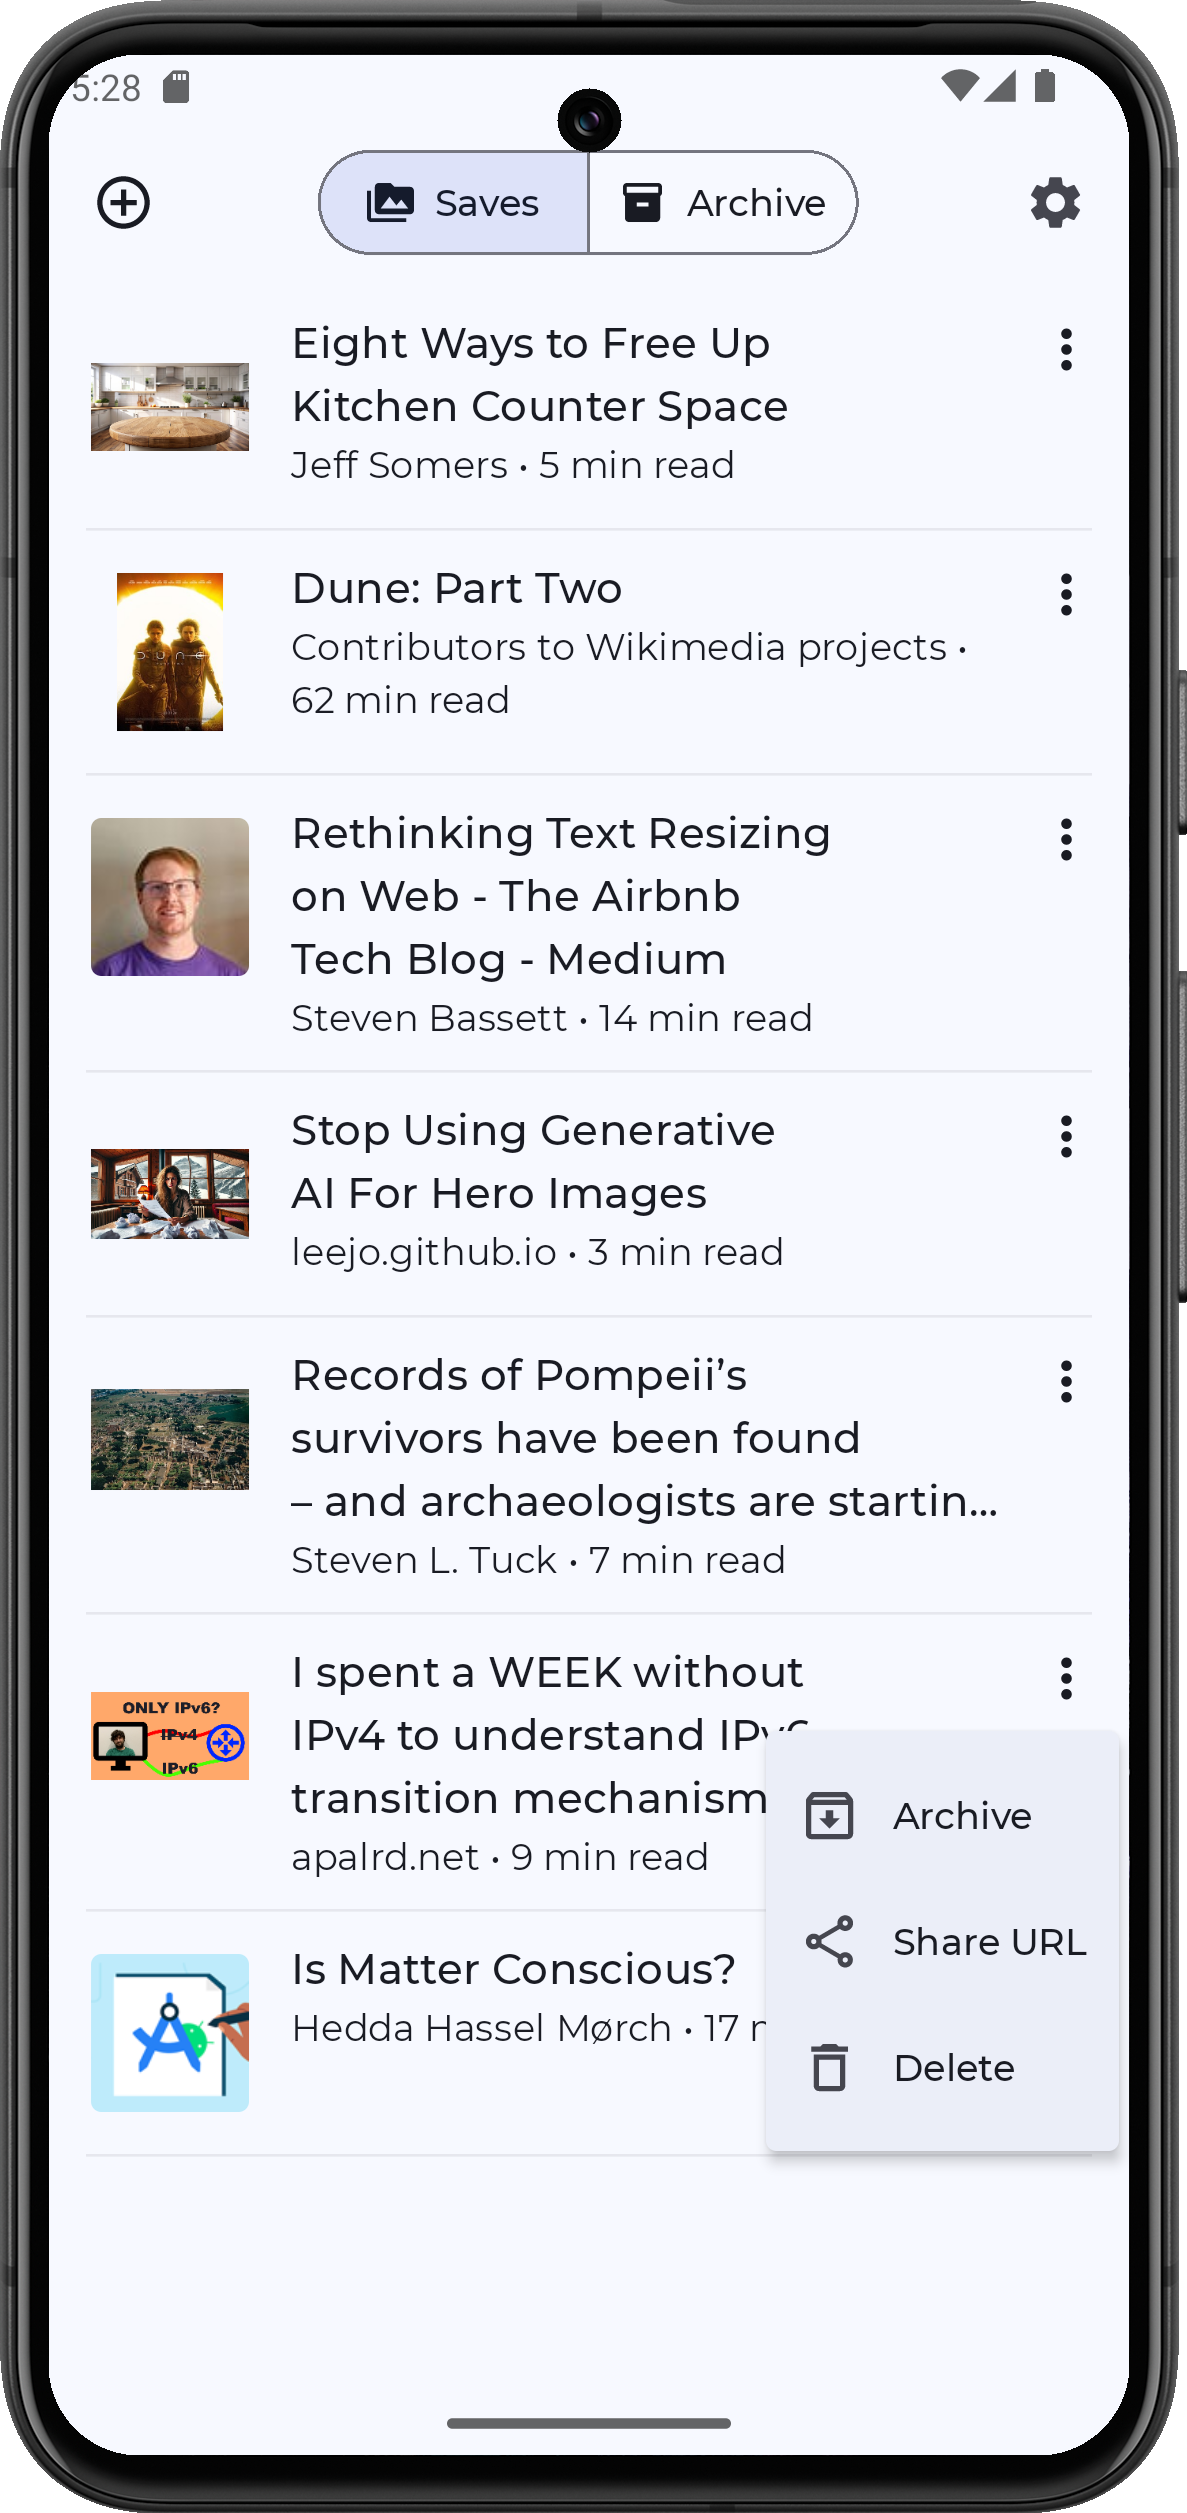 5:28
Saves
Archive
Eight Ways to Free Up
Kitchen Counter Space
Jeff Somers • 5 min read
Dune: Part Two
Contributors to Wikimedia projects •
62 min read
Rethinking Text Resizing
on Web - The Airbnb
Tech Blog - Medium
Steven Bassett • 14 min read
Stop Using Generative
AI For Hero Images
leejo.github.io • 3 min read
Records of Pompeii’s
survivors have been found
– and archaeologists are startin...
Steven L. Tuck • 7 min read
ONLY IPv6?
IPv4
IPv6
I spent a WEEK without
IPv4 to understand IPv6
transition mechanism
apalrd.net • 9 min read
Is Matter Conscious?
Hedda Hassel Mørch • 17
Archive
Share URL
Delete